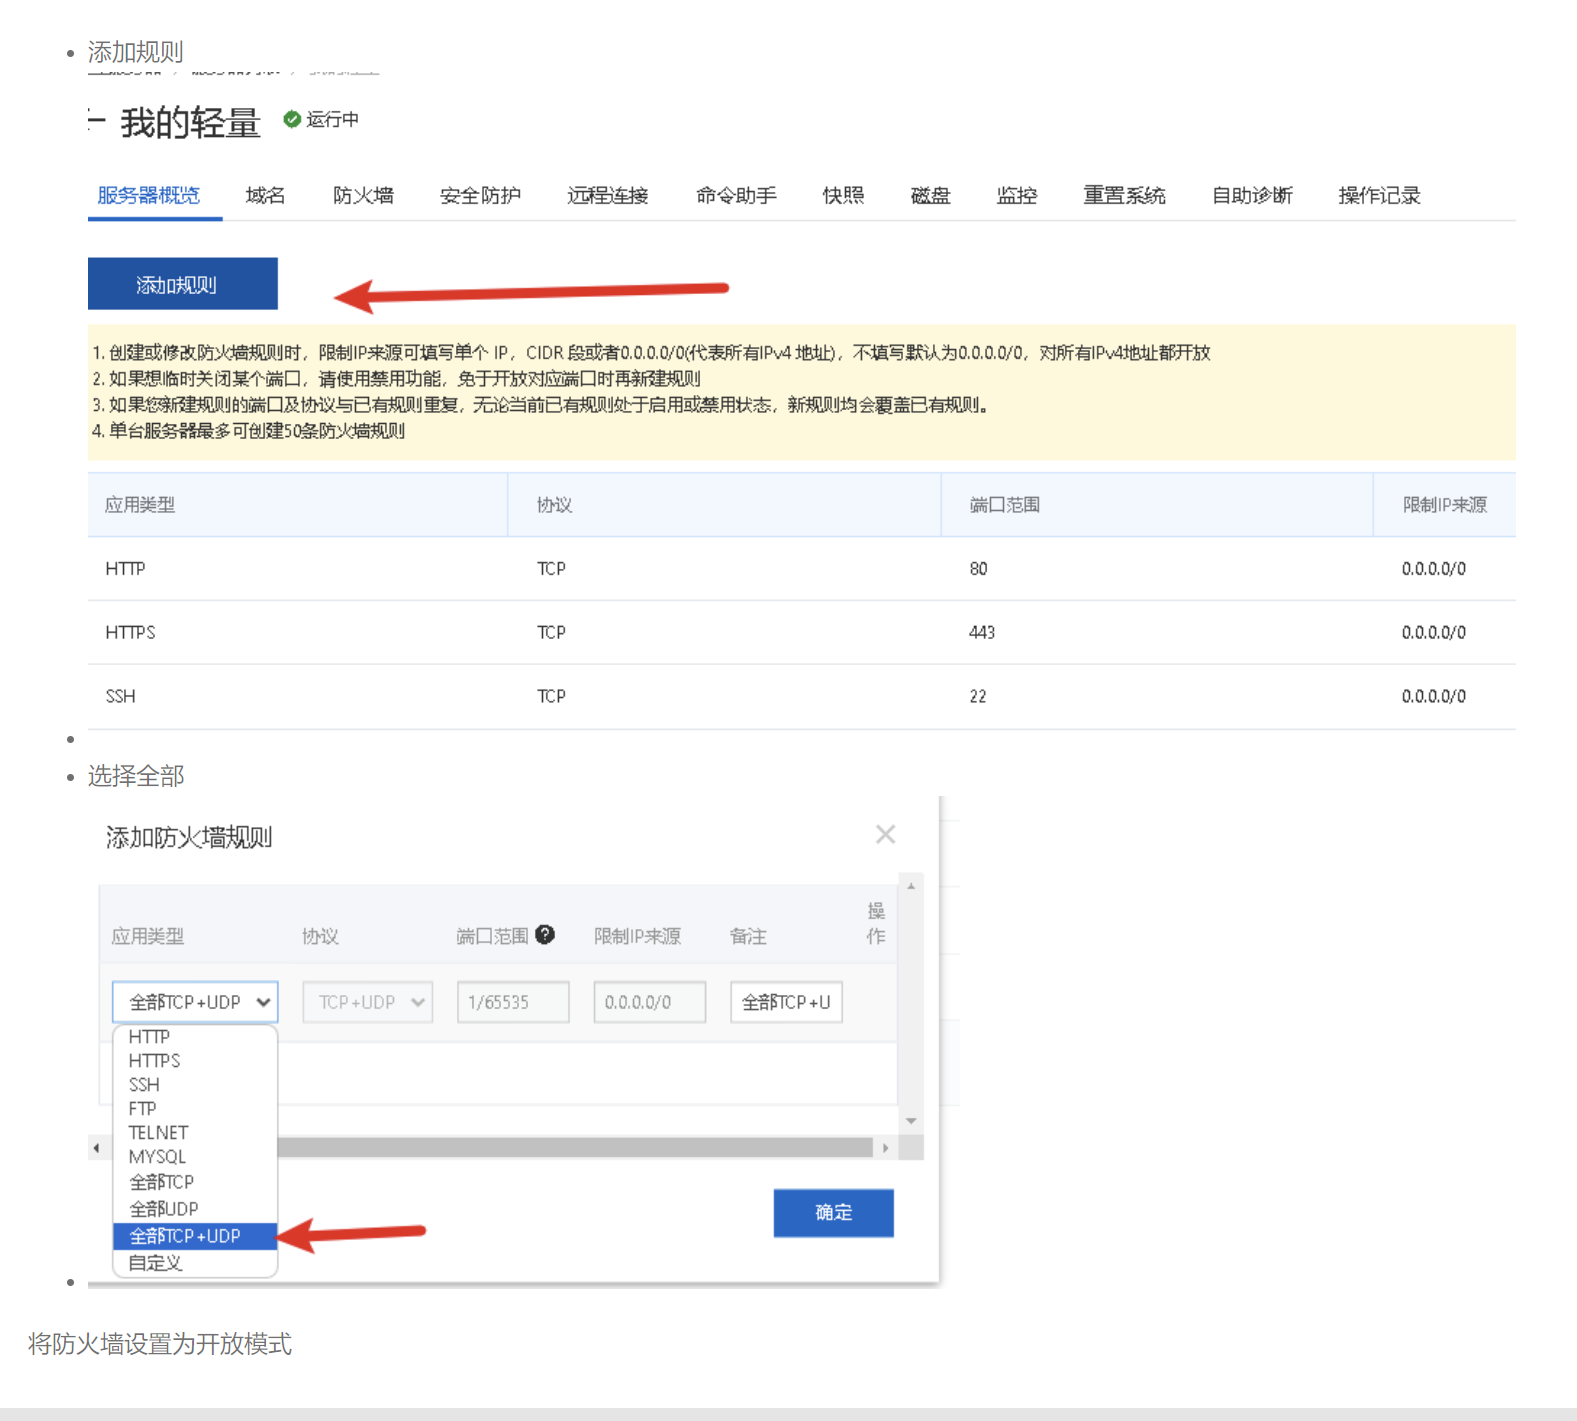 添加规则
我的轻量 运行中
服务器概览 域名 防火墙 安全防护 远程连接 命令助手 快照 磁盘 监控 重置系统 自助诊断 操作记录
添加规则
1. 创建或修改防火墙规则时，限制IP来源可填写单个 IP，CIDR 段或者0.0.0.0/0(代表所有IPv4 地址)，不填写默认为0.0.0.0/0，对所有IPv4地址都开放
2. 如果想临时关闭某个端口，请使用禁用功能，免于开放对应端口时再新建规则
3. 如果您新建规则的端口及协议与已有规则重复，无论当前已有规则处于启用或禁用状态，新规则均会覆盖已有规则。
4. 单台服务器最多可创建50条防火墙规则
应用类型 协议 端口范围 限制IP来源
HTTP TCP 80 0.0.0.0/0
HTTPS TCP 443 0.0.0.0/0
SSH TCP 22 0.0.0.0/0
选择全部
添加防火墙规则
应用类型 协议 端口范围 限制IP来源 备注 操作
全部TCP+UDP TCP+UDP 1/65535 0.0.0.0/0 全部TCP+U
HTTP
HTTPS
SSH
FTP
TELNET
MYSQL
全部TCP
全部UDP
全部TCP+UDP
自定义
确定
将防火墙设置为开放模式